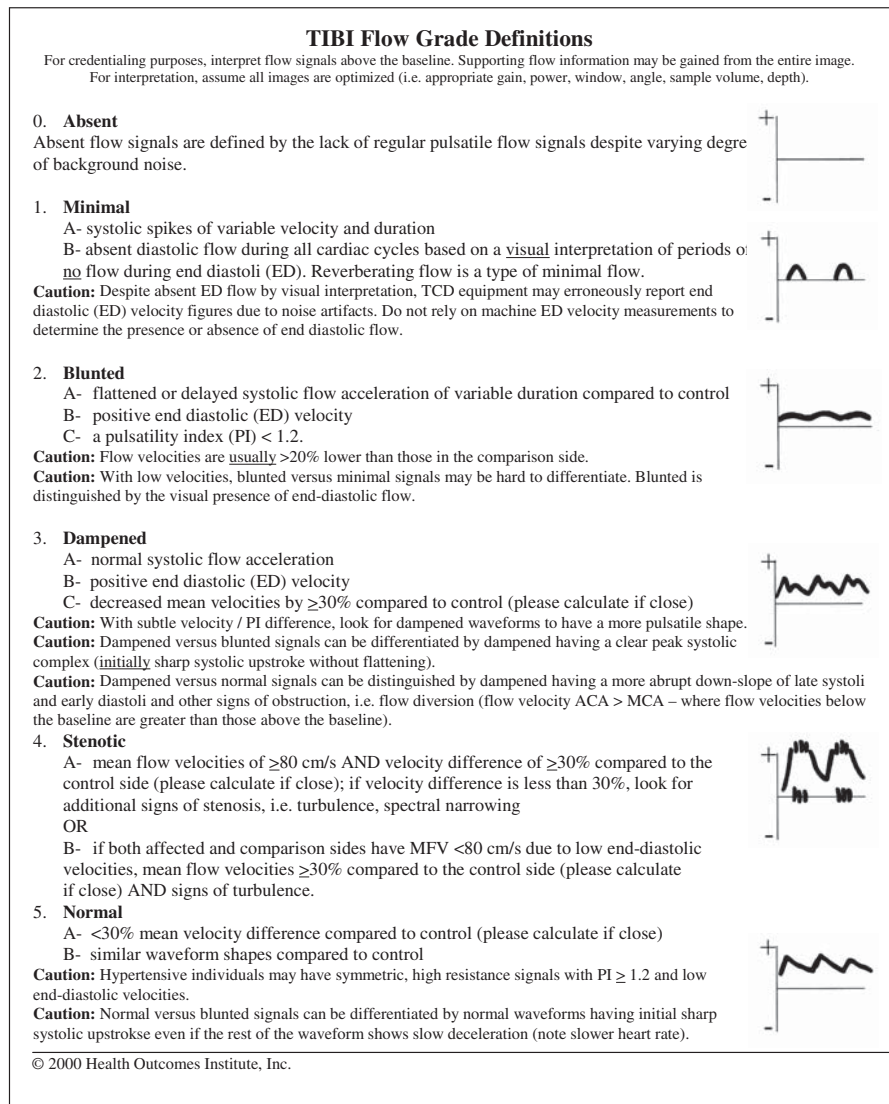 TIBI Flow Grade Definitions
For credentialing purposes, interpret flow signals above the baseline. Supporting flow information may be gained from the entire image.
For interpretation, assume all images are optimized (i.e. appropriate gain, power, window, angle, sample volume, depth).
0. Absent
Absent flow signals are defined by the lack of regular pulsatile flow signals despite varying degre
of background noise.
+
-
1. Minimal
A- systolic spikes of variable velocity and duration
B- absent diastolic flow during all cardiac cycles based on a visual interpretation of periods o
no flow during end diastoli (ED). Reverberating flow is a type of minimal flow.
Caution: Despite absent ED flow by visual interpretation, TCD equipment may erroneously report end
diastolic (ED) velocity figures due to noise artifacts. Do not rely on machine ED velocity measurements to
determine the presence or absence of end diastolic flow.
+
-
2. Blunted
A- flattened or delayed systolic flow acceleration of variable duration compared to control
B- positive end diastolic (ED) velocity
C- a pulsatility index (PI) < 1.2.
Caution: Flow velocities are usually >20% lower than those in the comparison side.
Caution: With low velocities, blunted versus minimal signals may be hard to differentiate. Blunted is
distinguished by the visual presence of end-diastolic flow.
+
-
3. Dampened
A- normal systolic flow acceleration
B- positive end diastolic (ED) velocity
C- decreased mean velocities by ≥30% compared to control (please calculate if close)
Caution: With subtle velocity / PI difference, look for dampened waveforms to have a more pulsatile shape.
Caution: Dampened versus blunted signals can be differentiated by dampened having a clear peak systolic
complex (initially sharp systolic upstroke without flattening).
Caution: Dampened versus normal signals can be distinguished by dampened having a more abrupt down-slope of late systoli
and early diastoli and other signs of obstruction, i.e. flow diversion (flow velocity ACA > MCA – where flow velocities below
the baseline are greater than those above the baseline).
+
-
4. Stenotic
A- mean flow velocities of ≥80 cm/s AND velocity difference of ≥30% compared to the
control side (please calculate if close); if velocity difference is less than 30%, look for
additional signs of stenosis, i.e. turbulence, spectral narrowing
OR
B- if both affected and comparison sides have MFV <80 cm/s due to low end-diastolic
velocities, mean flow velocities ≥30% compared to the control side (please calculate
if close) AND signs of turbulence.
+
-
5. Normal
A- <30% mean velocity difference compared to control (please calculate if close)
B- similar waveform shapes compared to control
Caution: Hypertensive individuals may have symmetric, high resistance signals with PI ≥ 1.2 and low
end-diastolic velocities.
Caution: Normal versus blunted signals can be differentiated by normal waveforms having initial sharp
systolic upstrokse even if the rest of the waveform shows slow deceleration (note slower heart rate).
+
-
© 2000 Health Outcomes Institute, Inc.